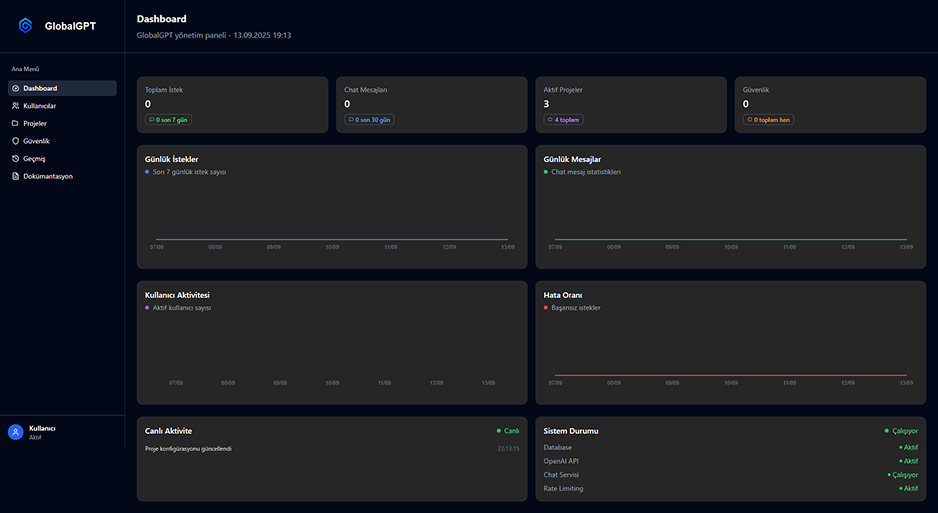 GlobalGPT
Dashboard
GlobalGPT yönetim paneli - 13.09.2025 19:13
Ana Menü
Dashboard
Kullanıcılar
Projeler
Güvenlik
Geçmiş
Dokümantasyon
Kullanıcı
Aktif
Toplam İstek
0
0 son 7 gün
Chat Mesajları
0
0 son 30 gün
Aktif Projeler
3
4 toplam
Güvenlik
0
0 toplam ban
Günlük İstekler
Son 7 günlük istek sayısı
07/09 08/09 09/09 10/09 11/09 12/09 13/09
Günlük Mesajlar
Chat mesaj istatistikleri
07/09 08/09 09/09 10/09 11/09 12/09 13/09
Kullanıcı Aktivitesi
Aktif kullanıcı sayısı
07/09 08/09 09/09 10/09 11/09 12/09 13/09
Hata Oranı
Başarısız istekler
07/09 08/09 09/09 10/09 11/09 12/09 13/09
Canlı Aktivite Canlı
Proje konfigürasyonu güncellendi 22:13:15
Sistem Durumu Çalışıyor
Database Aktif
OpenAI API Aktif
Chat Servisi Çalışıyor
Rate Limiting Aktif